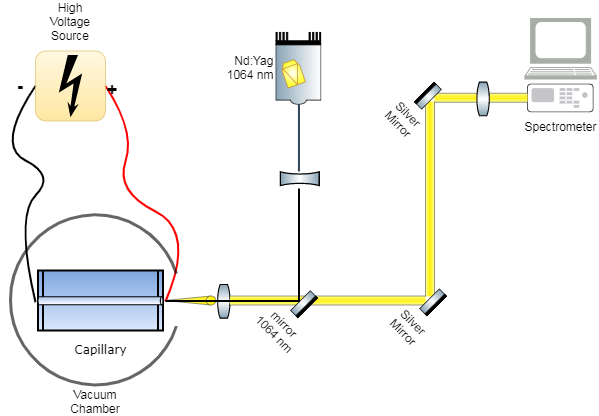 High
Voltage
Source
-
+
Nd:Yag
1064 nm
Silver
Mirror
Spectrometer
mirror
1064 nm
Silver
Mirror
Capillary
Vacuum
Chamber